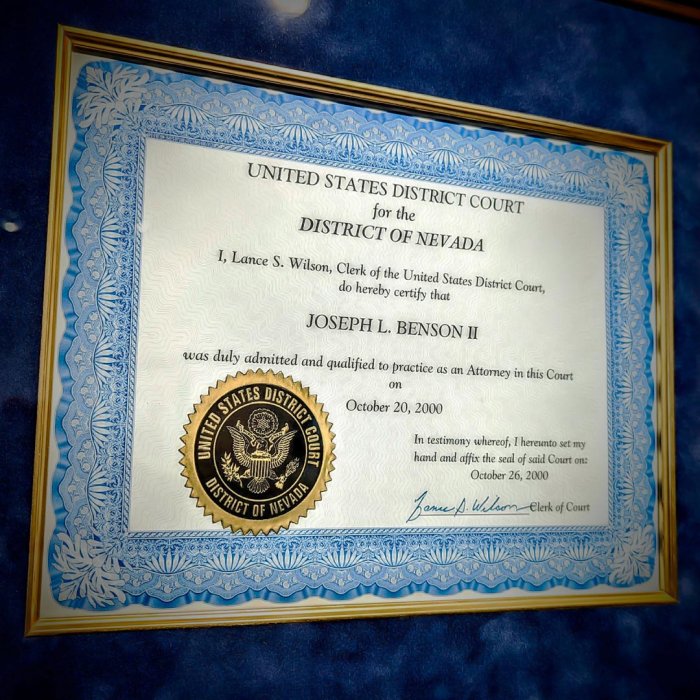 UNITED STATES DISTRICT COURT
for the
DISTRICT OF NEVADA
I, Lance S. Wilson, Clerk of the United States District Court,
do hereby certify that
JOSEPH L. BENSON II
was duly admitted and qualified to practice as an Attorney in this Court
on
October 20, 2000
UNITED STATES DISTRICT COURT
DISTRICT OF NEVADA
In testimony whereof, I hereunto set my
hand and affix the seal of said Court on:
October 26, 2000
Lance S. Wilson Clerk of Court